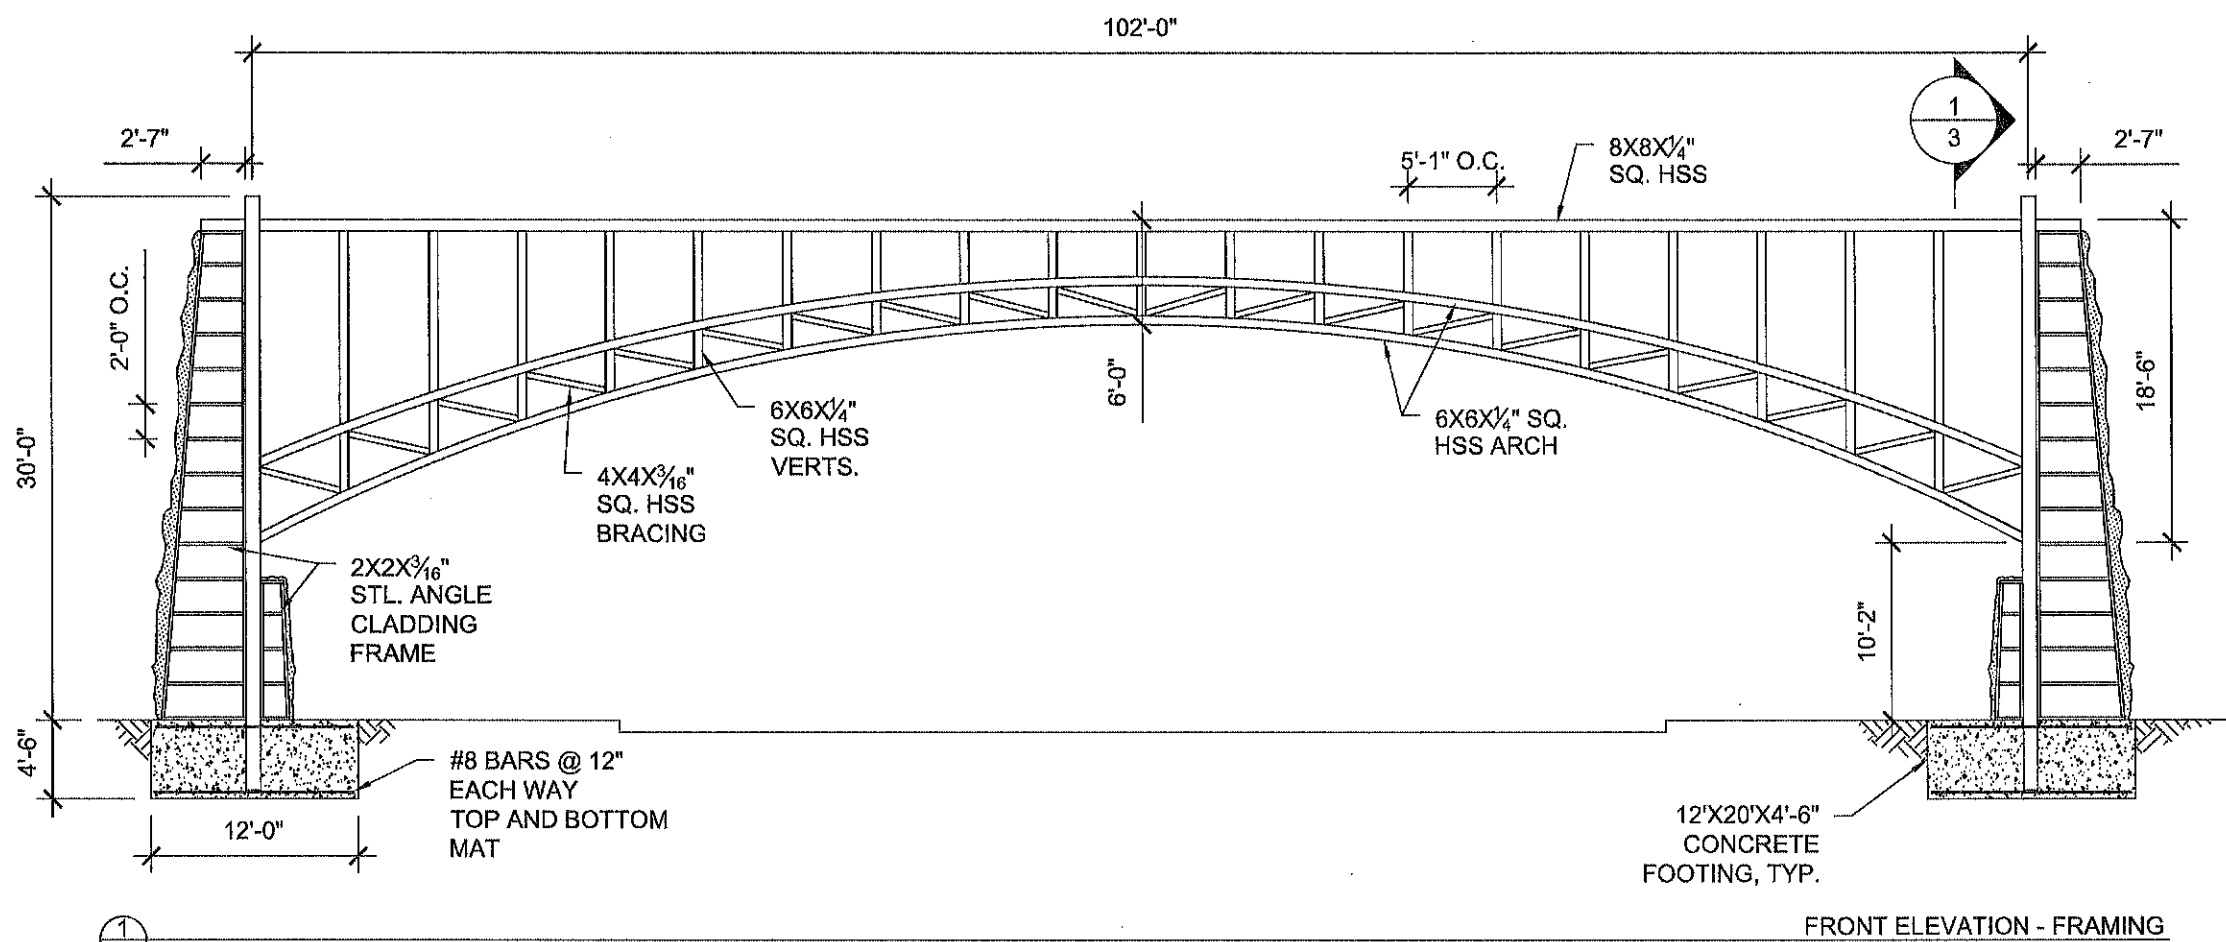 102'-0"
1
3
2'-7"
2'-7"
5'-1" O.C.
8X8X¼"
SQ. HSS
2'-0" O.C.
30'-0"
6'-0"
18'-6"
6X6X¼"
SQ. HSS
VERTS.
6X6X¼" SQ.
HSS ARCH
4X4X3⁄16"
SQ. HSS
BRACING
2X2X3⁄16"
STL. ANGLE
CLADDING
FRAME
10'-2"
4'-6"
#8 BARS @ 12"
EACH WAY
TOP AND BOTTOM
MAT
12'-0"
12'X20'X4'-6"
CONCRETE
FOOTING, TYP.
1
FRONT ELEVATION - FRAMING